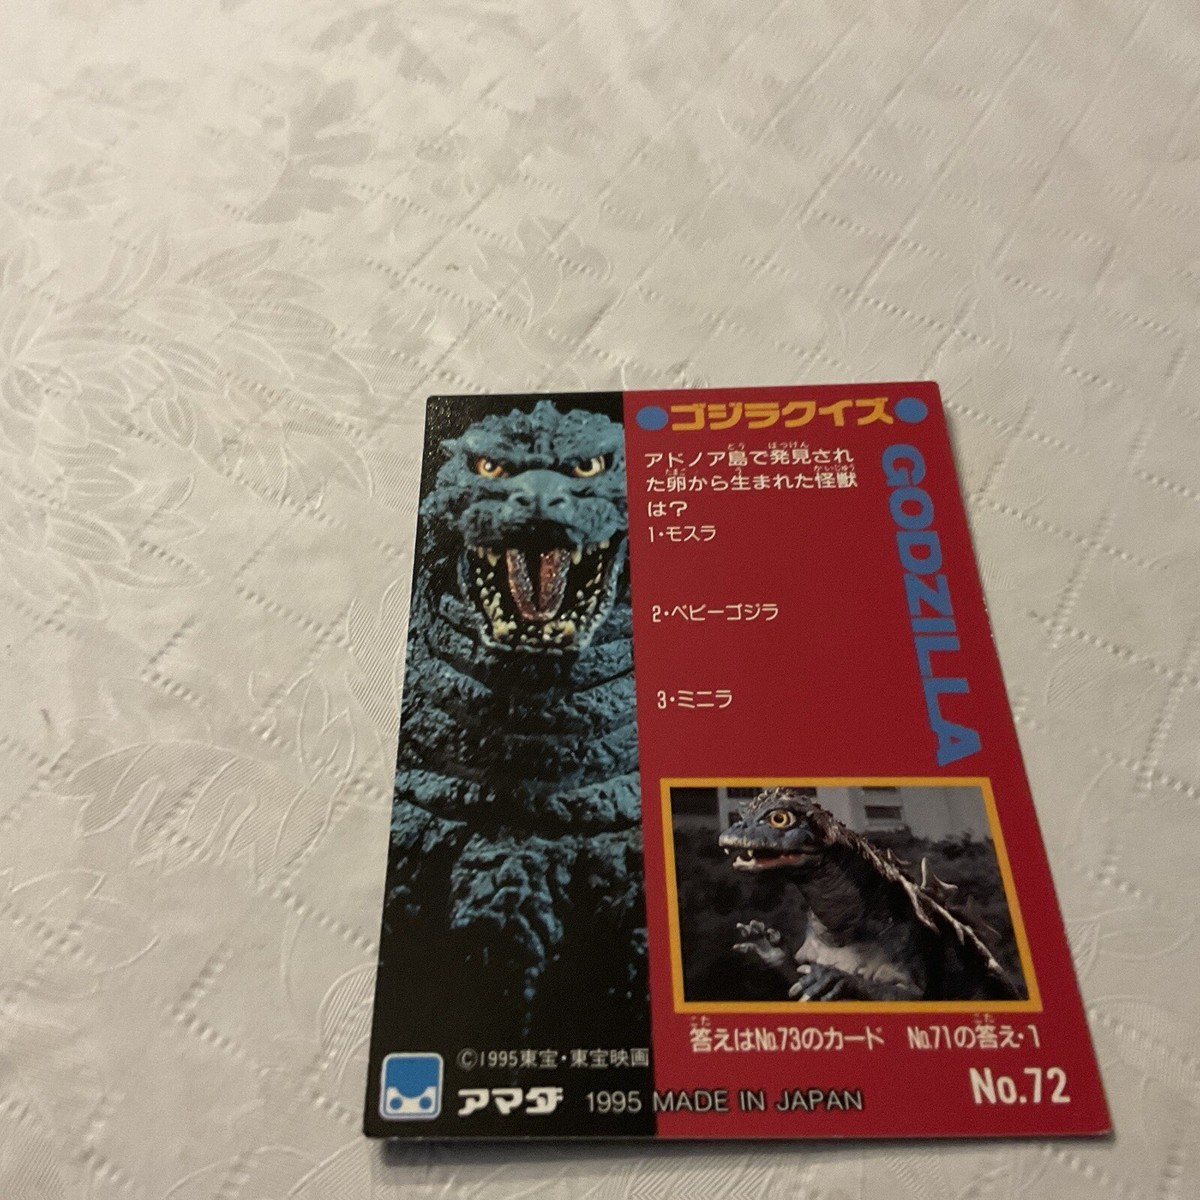 ●ゴジラクイズ●
アドノア島で発見され
た卵から生まれた怪獣
は?
1・モスラ
2・ベビーゴジラ
3・ミニラ
GODZILLA
答えはNo.73のカード No.71の答え・1
©1995東宝・東宝映画
アマダ 1995 MADE IN JAPAN
No.72